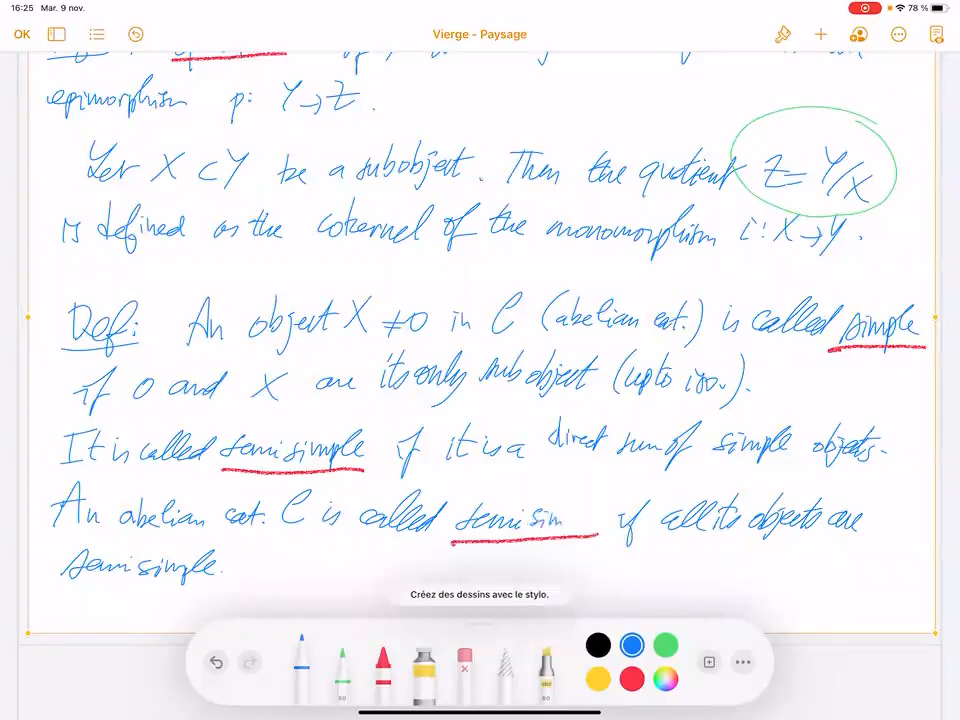 16:25 Mar. 9 nov.
78 %
OK
Vierge - Paysage
epimorphism p: Y → Z.
Let X ⊂ Y be a subobject. Then the quotient Z = Y/X
is defined as the cokernel of the monomorphism i: X → Y.
Def: An object X ≠ 0 in C (abelian cat.) is called simple
if 0 and X are its only subobject (up to iso.).
It is called semisimple if it is a direct sum of simple objects.
An abelian cat. C is called semisim if all its objects are
semisimple.
Créez des dessins avec le stylo.